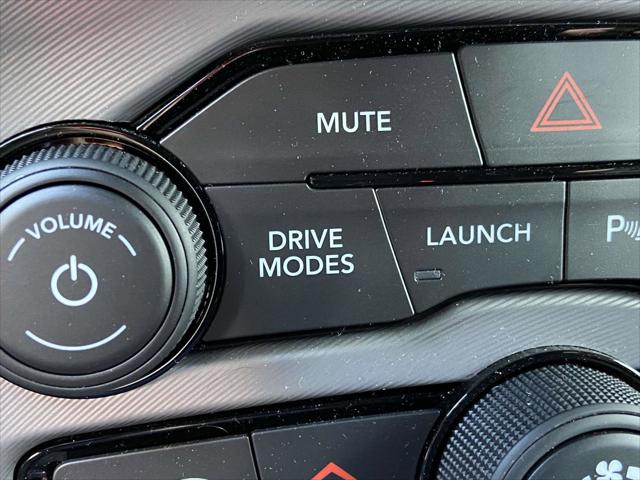 MUTE
VOLUME
DRIVE
MODES
LAUNCH
P